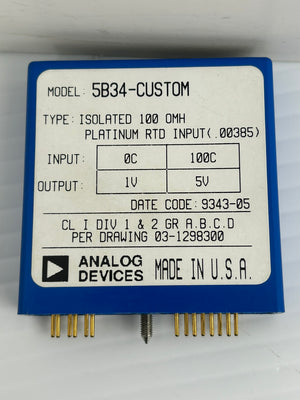 MODEL: 5B34-CUSTOM
TYPE: ISOLATED 100 OMH
PLATINUM RTD INPUT(.00385)
INPUT: 0C 100C
OUTPUT: 1V 5V
DATE CODE: 9343-05
CL I DIV 1 & 2 GR A.B.C.D
PER DRAWING 03-1298300
ANALOG
DEVICES MADE IN U.S.A.